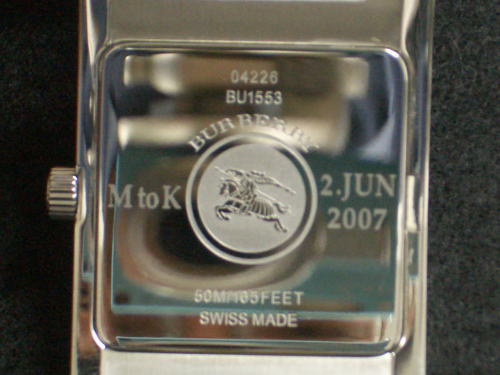 04226
BU1553
BURBERRY
M to K
2.JUN
2007
50M/165FEET
SWISS MADE